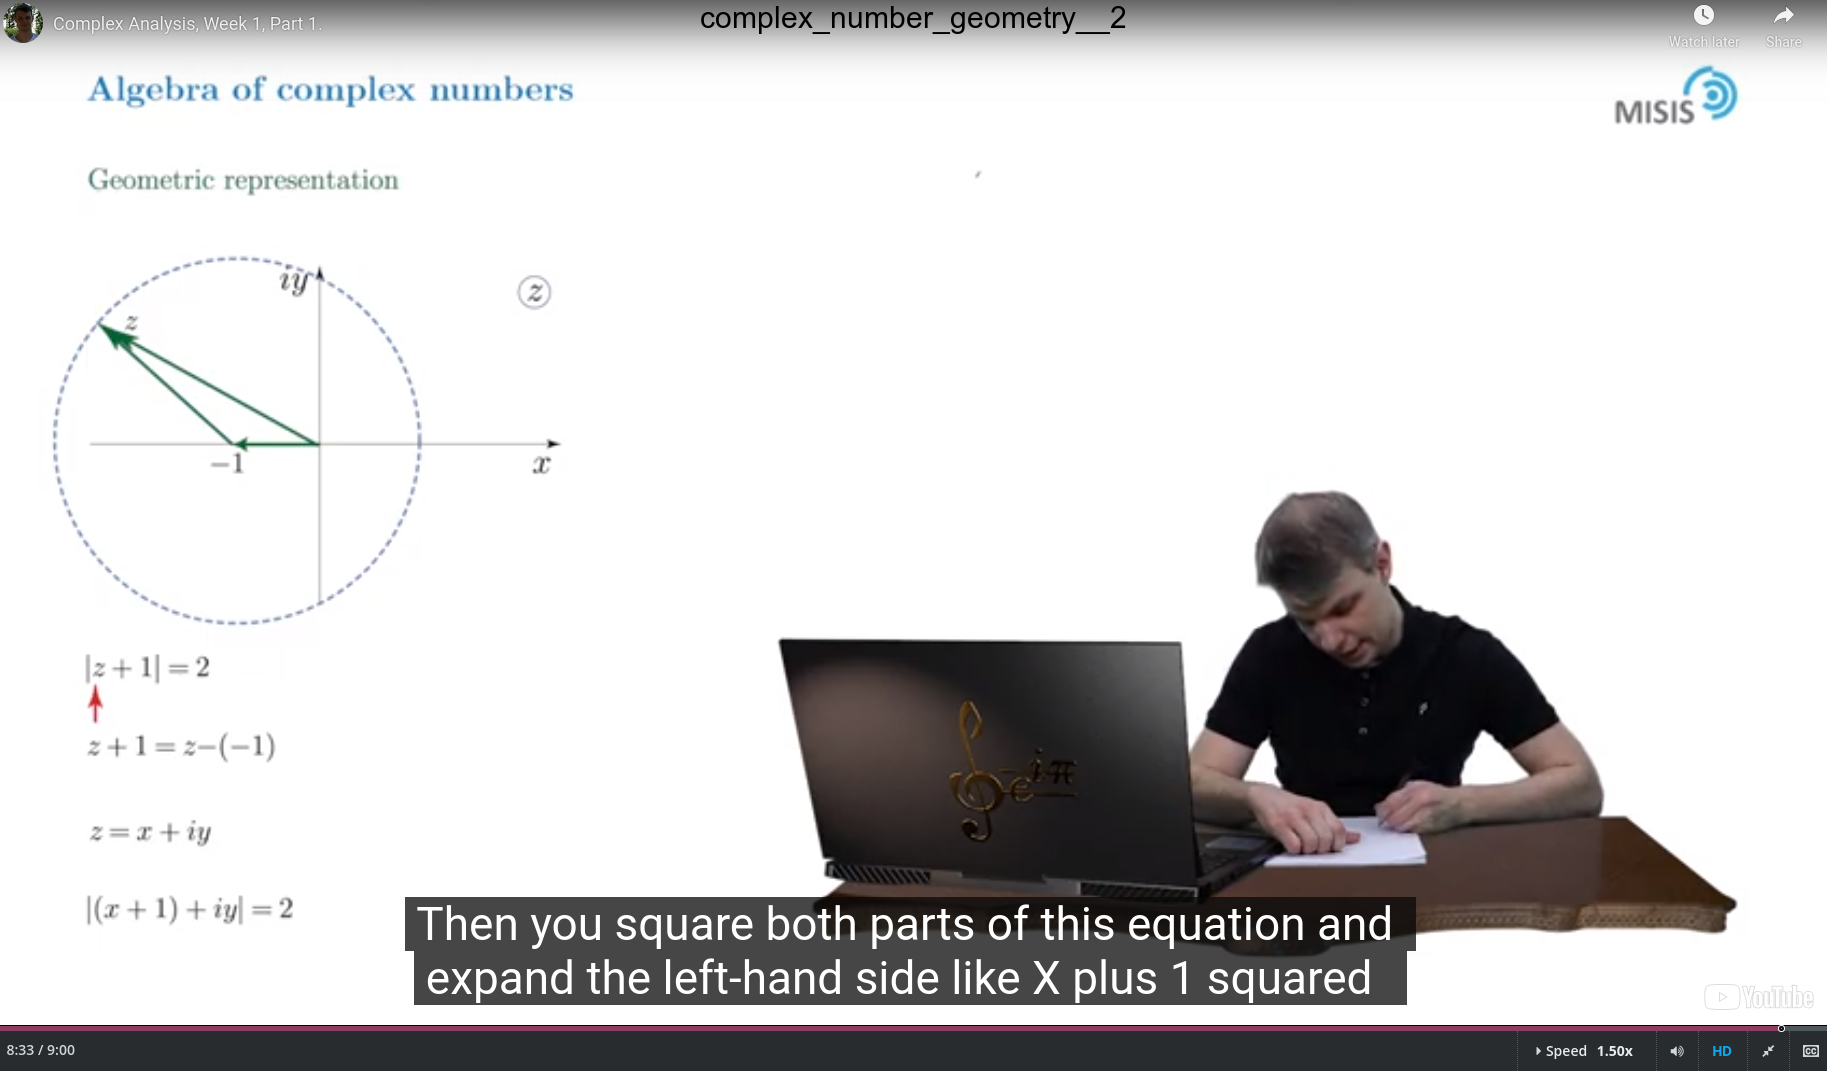 Complex Analysis, Week 1, Part 1.
complex_number_geometry__2
Watch later
Share
Algebra of complex numbers
MISIS
Geometric representation
iy
z
z
−1
x
|z + 1| = 2
z + 1 = z−(−1)
z = x + iy
|(x + 1) + iy| = 2
−e^{iπ}
Then you square both parts of this equation and
expand the left-hand side like X plus 1 squared
YouTube
8:33 / 9:00
Speed 1.50x
HD
CC